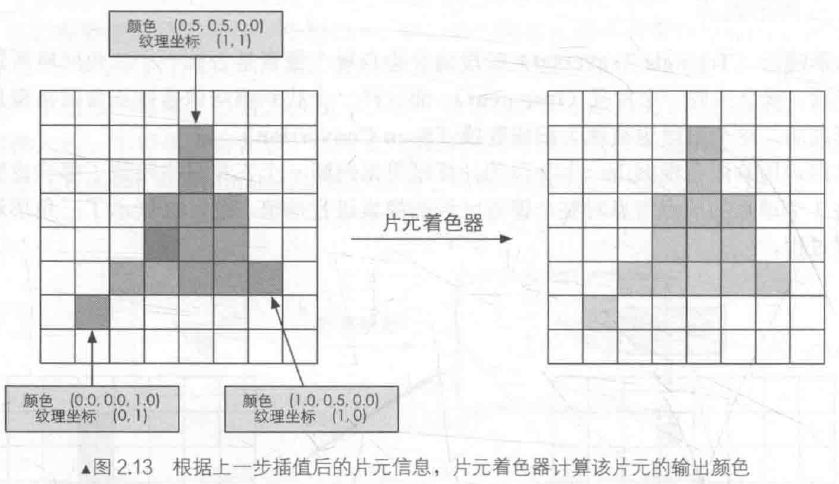 颜色 (0.5, 0.5, 0.0)
纹理坐标 (1, 1)
片元着色器
颜色 (0.0, 0.0, 1.0)
纹理坐标 (0, 1)
颜色 (1.0, 0.5, 0.0)
纹理坐标 (1, 0)
▲图 2.13 根据上一步插值后的片元信息，片元着色器计算该片元的输出颜色